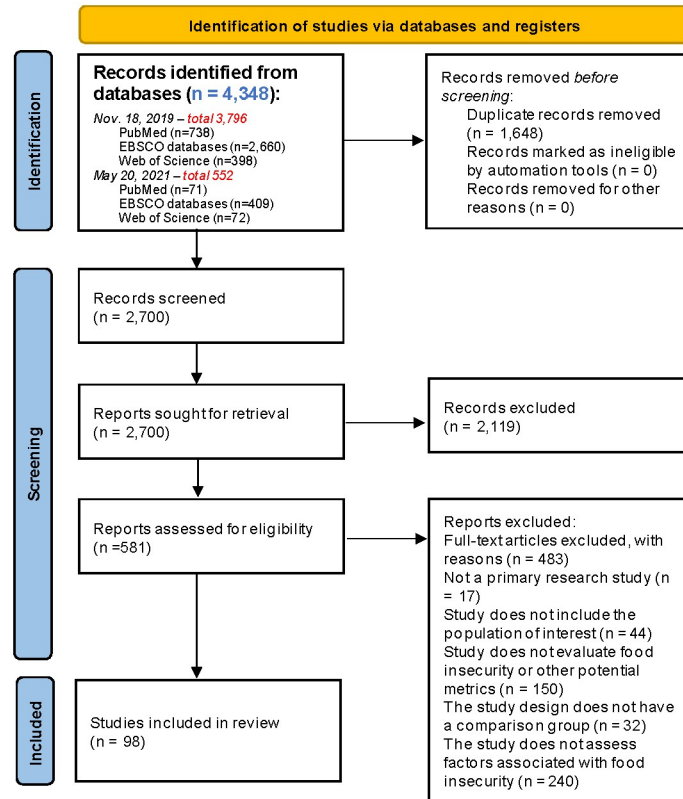 Identification of studies via databases and registers
Identification
Records identified from
databases (n = 4,348):
Nov. 18, 2019 – total 3,796
PubMed (n=738)
EBSCO databases (n=2,660)
Web of Science (n=398)
May 20, 2021 – total 552
PubMed (n=71)
EBSCO databases (n=409)
Web of Science (n=72)
Records removed before
screening:
Duplicate records removed
(n = 1,648)
Records marked as ineligible
by automation tools (n = 0)
Records removed for other
reasons (n = 0)
Screening
Records screened
(n = 2,700)
Reports sought for retrieval
(n = 2,700)
Records excluded
(n = 2,119)
Reports assessed for eligibility
(n =581)
Reports excluded:
Full-text articles excluded, with
reasons (n = 483)
Not a primary research study (n
= 17)
Study does not include the
population of interest (n = 44)
Study does not evaluate food
insecurity or other potential
metrics (n = 150)
The study design does not have
a comparison group (n = 32)
The study does not assess
factors associated with food
insecurity (n = 240)
Included
Studies included in review
(n = 98)